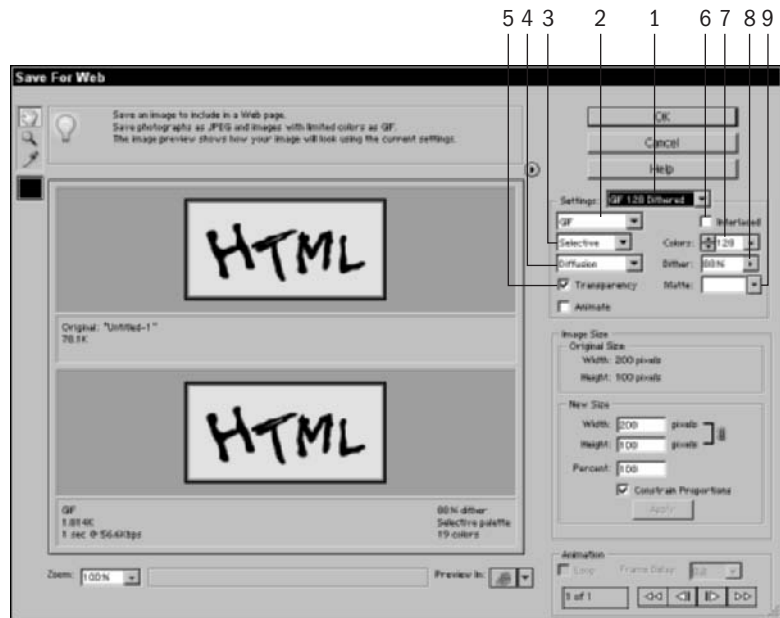 5 4 3 2 1 6 7 8 9
Save For Web
Save an image to include in a Web page.
Save photographs as JPEG and images with limited colors as GIF.
The image preview shows how your image will look using the current settings.
OK
Cancel
Help
Settings: GIF 128 Dithered
GIF
Interlaced
Selective
Colors: 128
Diffusion
Dither: 88%
Transparency
Matte:
Animate
HTML
Original: "Untitled-1"
78.1K
HTML
GIF
1.814K
1 sec @ 56.6Kbps
88% dither
Selective palette
19 colors
Image Size
Original Size
Width: 200 pixels
Height: 100 pixels
New Size
Width: 200 pixels
Height: 100 pixels
Percent: 100
Constrain Proportions
Apply
Animation
Loop
Frame Delay:
1 of 1
Zoom: 100%
Preview In: